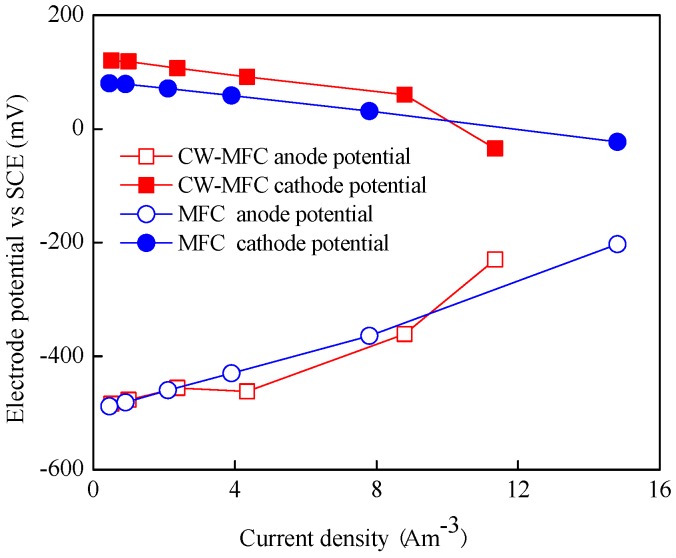 200
0
-200
-400
-600
0 4 8 12 16
Electrode potential vs SCE (mV)
CW-MFC anode potential
CW-MFC cathode potential
MFC anode potential
MFC cathode potential
Current density (Am-3)